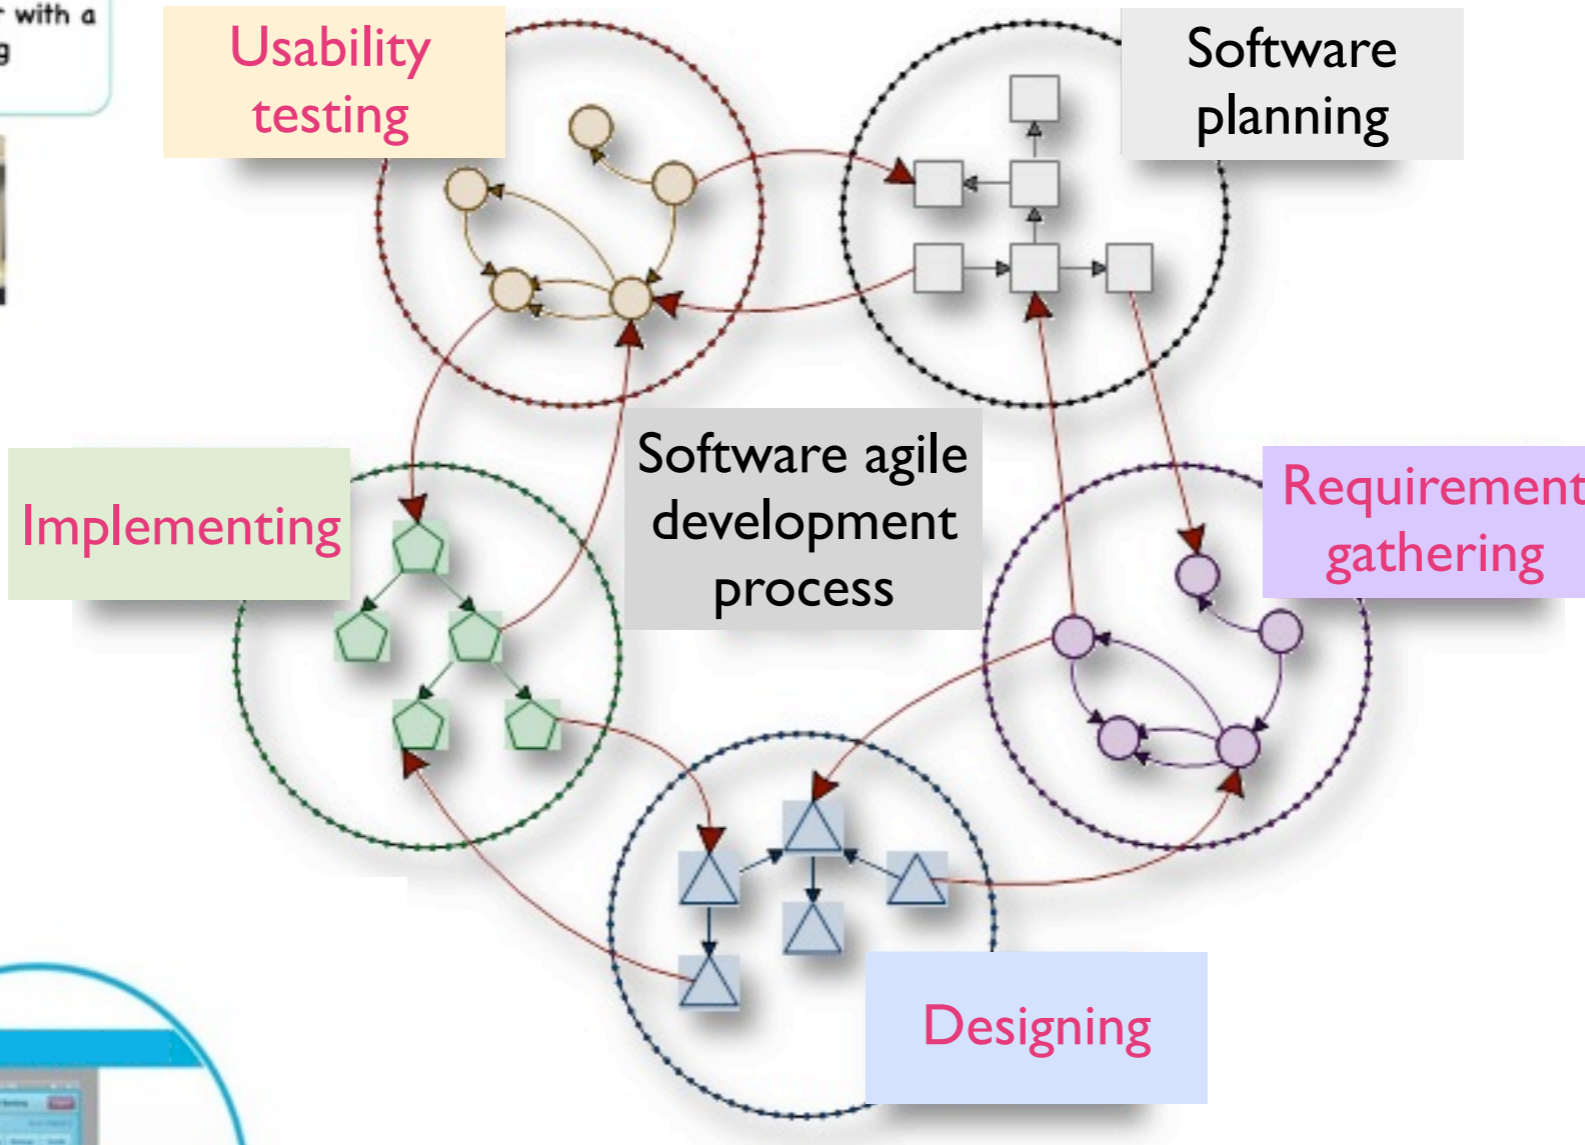 with a
Usability
testing
Software
planning
Software agile
development
process
Implementing
Requirement
gathering
Designing